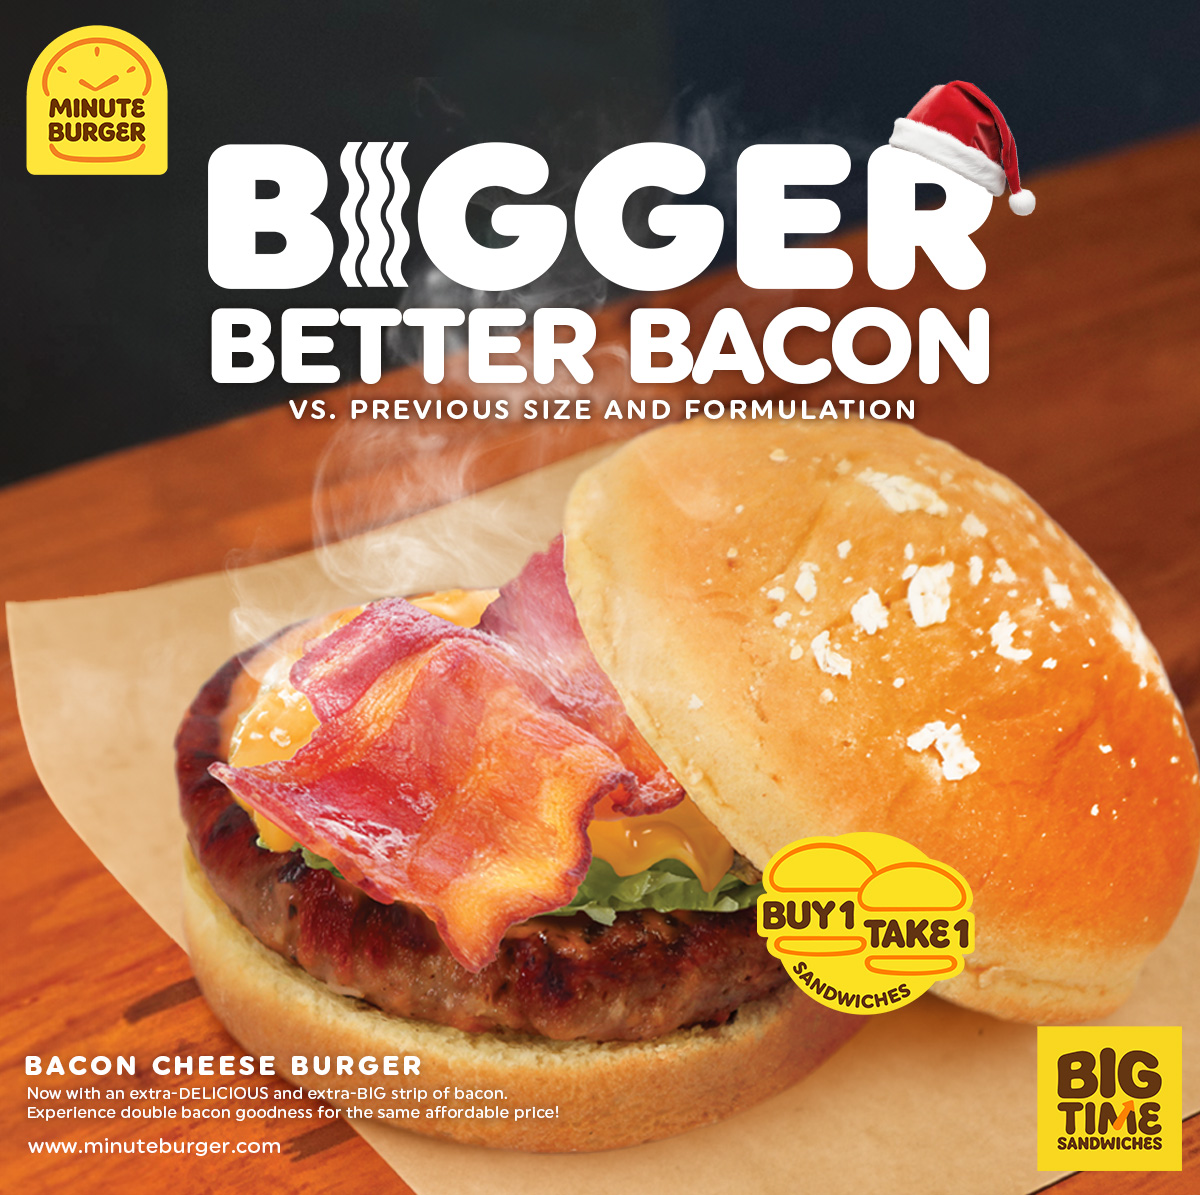 MINUTE
BURGER
BIGGER
BETTER BACON
VS. PREVIOUS SIZE AND FORMULATION
BUY 1
TAKE 1
SANDWICHES
BACON CHEESE BURGER
Now with an extra-DELICIOUS and extra-BIG strip of bacon.
Experience double bacon goodness for the same affordable price!
www.minuteburger.com
BIG
TIME
SANDWICHES